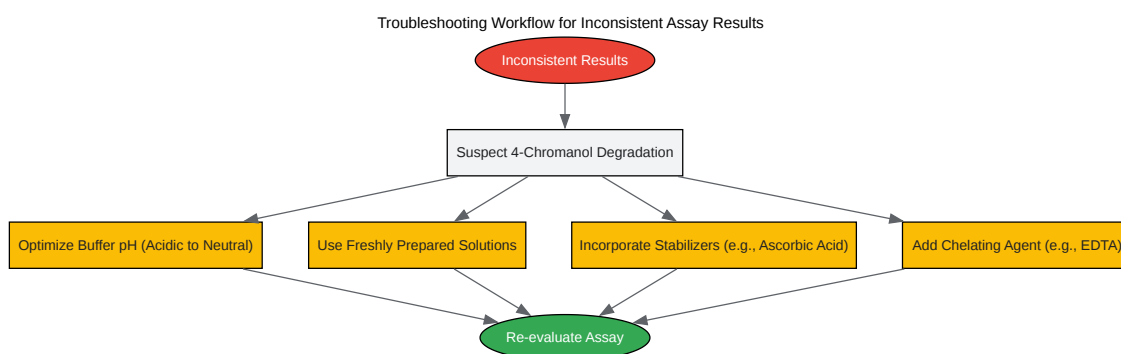 Troubleshooting Workflow for Inconsistent Assay Results
Inconsistent Results
Suspect 4-Chromanol Degradation
Optimize Buffer pH (Acidic to Neutral)
Use Freshly Prepared Solutions
Incorporate Stabilizers (e.g., Ascorbic Acid)
Add Chelating Agent (e.g., EDTA)
Re-evaluate Assay